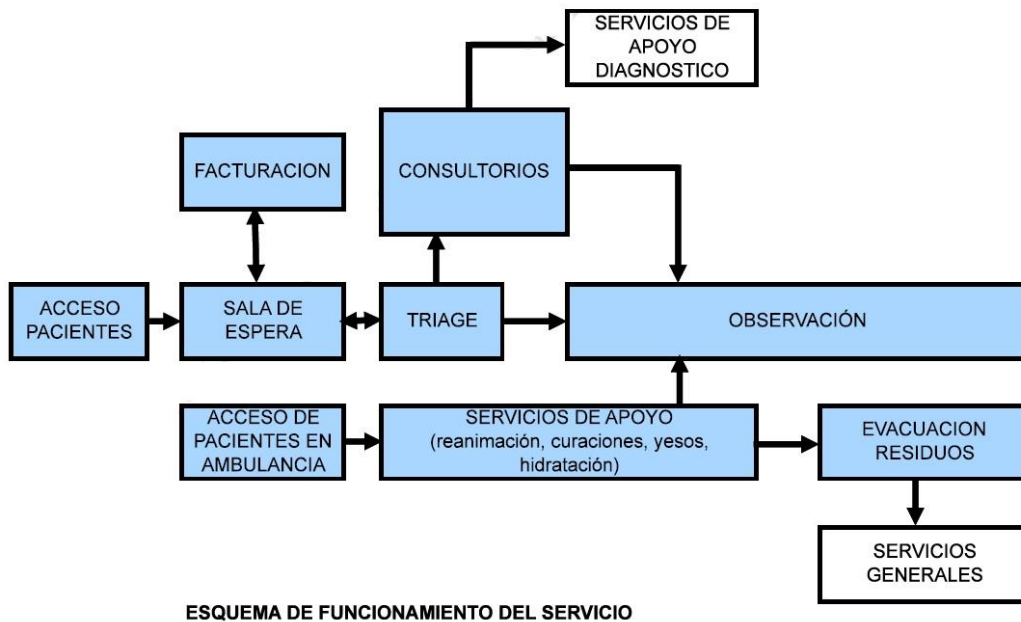 SERVICIOS DE
APOYO
DIAGNOSTICO
FACTURACION
CONSULTORIOS
ACCESO
PACIENTES
SALA DE
ESPERA
TRIAGE
OBSERVACIÓN
ACCESO DE
PACIENTES EN
AMBULANCIA
SERVICIOS DE APOYO
(reanimación, curaciones, yesos,
hidratación)
EVACUACION
RESIDUOS
SERVICIOS
GENERALES
ESQUEMA DE FUNCIONAMIENTO DEL SERVICIO